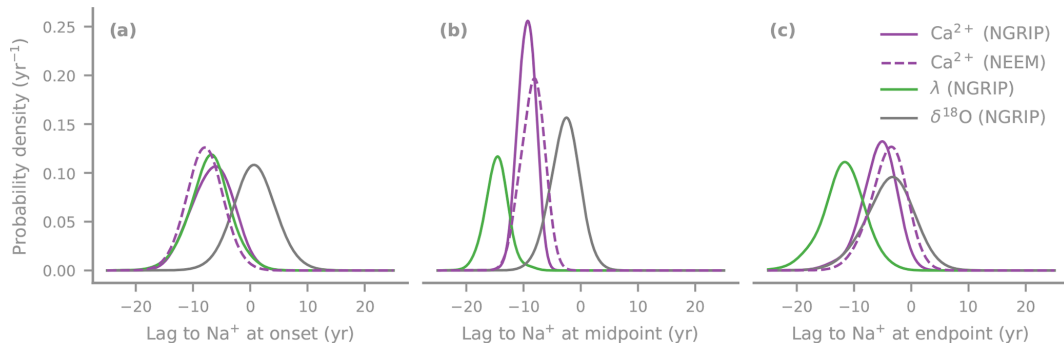 (a)
(b)
(c)
Ca²⁺ (NGRIP)
Ca²⁺ (NEEM)
λ (NGRIP)
δ¹⁸O (NGRIP)
Probability density (yr⁻¹)
0.25
0.20
0.15
0.10
0.05
0.00
−20 −10 0 10 20
−20 −10 0 10 20
−20 −10 0 10 20
Lag to Na⁺ at onset (yr)
Lag to Na⁺ at midpoint (yr)
Lag to Na⁺ at endpoint (yr)